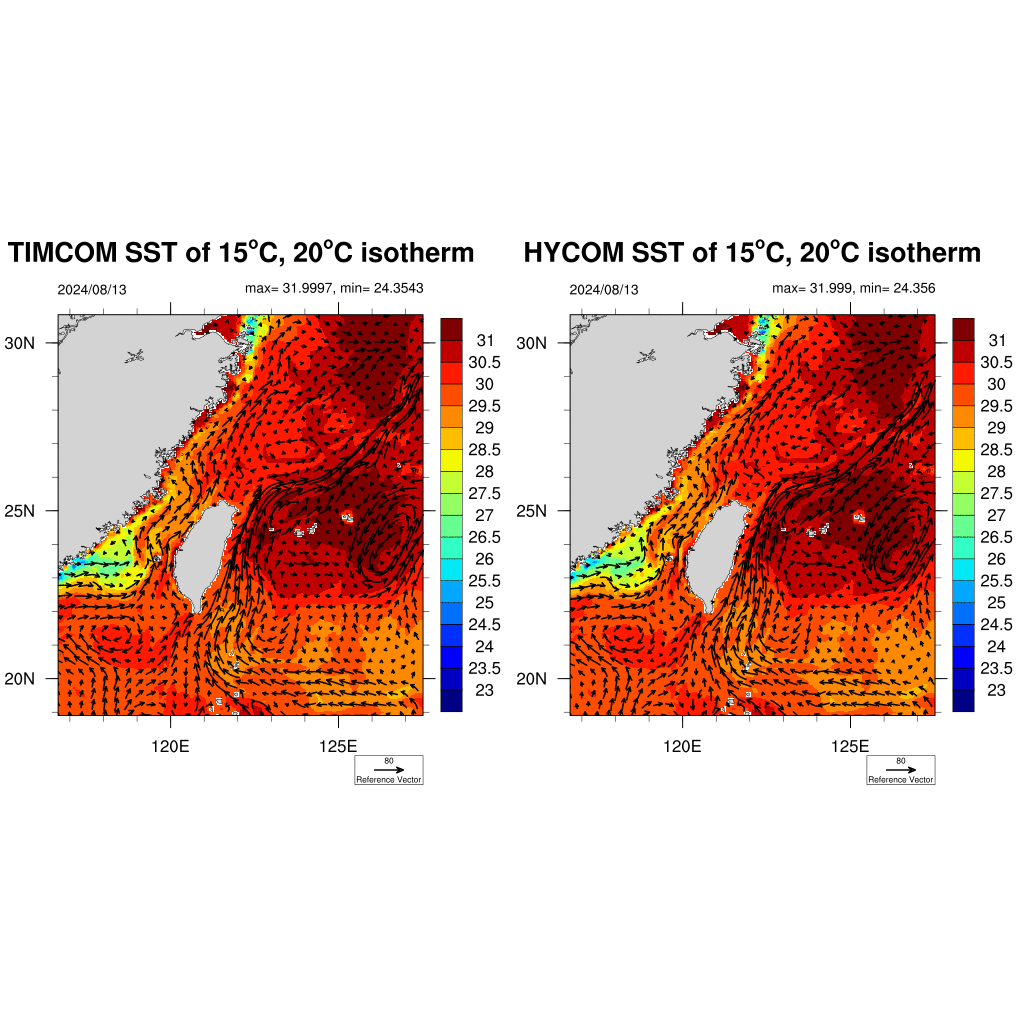 TIMCOM SST of 15°C, 20°C isotherm
2024/08/13
max= 31.9997, min= 24.3543
30N
25N
20N
120E
125E
31
30.5
30
29.5
29
28.5
28
27.5
27
26.5
26
25.5
25
24.5
24
23.5
23
80
Reference Vector
HYCOM SST of 15°C, 20°C isotherm
2024/08/13
max= 31.999, min= 24.356
30N
25N
20N
120E
125E
31
30.5
30
29.5
29
28.5
28
27.5
27
26.5
26
25.5
25
24.5
24
23.5
23
80
Reference Vector